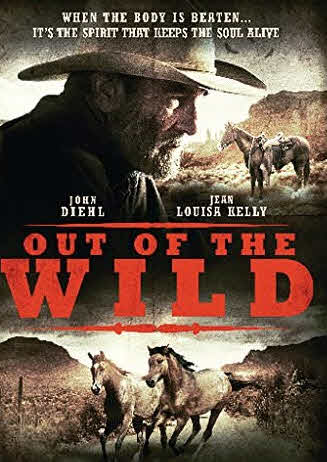 WHEN THE BODY IS BEATEN...
IT'S THE SPIRIT THAT KEEPS THE SOUL ALIVE
JOHN
DIEHL
JEAN
LOUISA KELLY
OUT OF THE
WILD